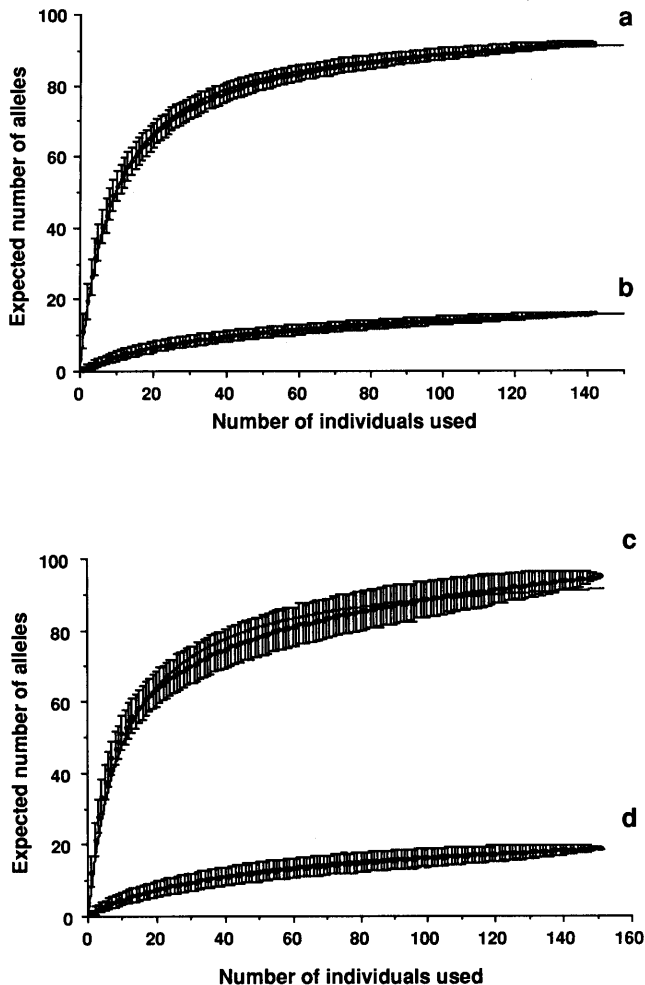 a
100
80
60
40
20
0
Expected number of alleles
b
0 20 40 60 80 100 120 140
Number of individuals used
c
100
80
60
40
20
0
Expected number of alleles
d
0 20 40 60 80 100 120 140 160
Number of individuals used